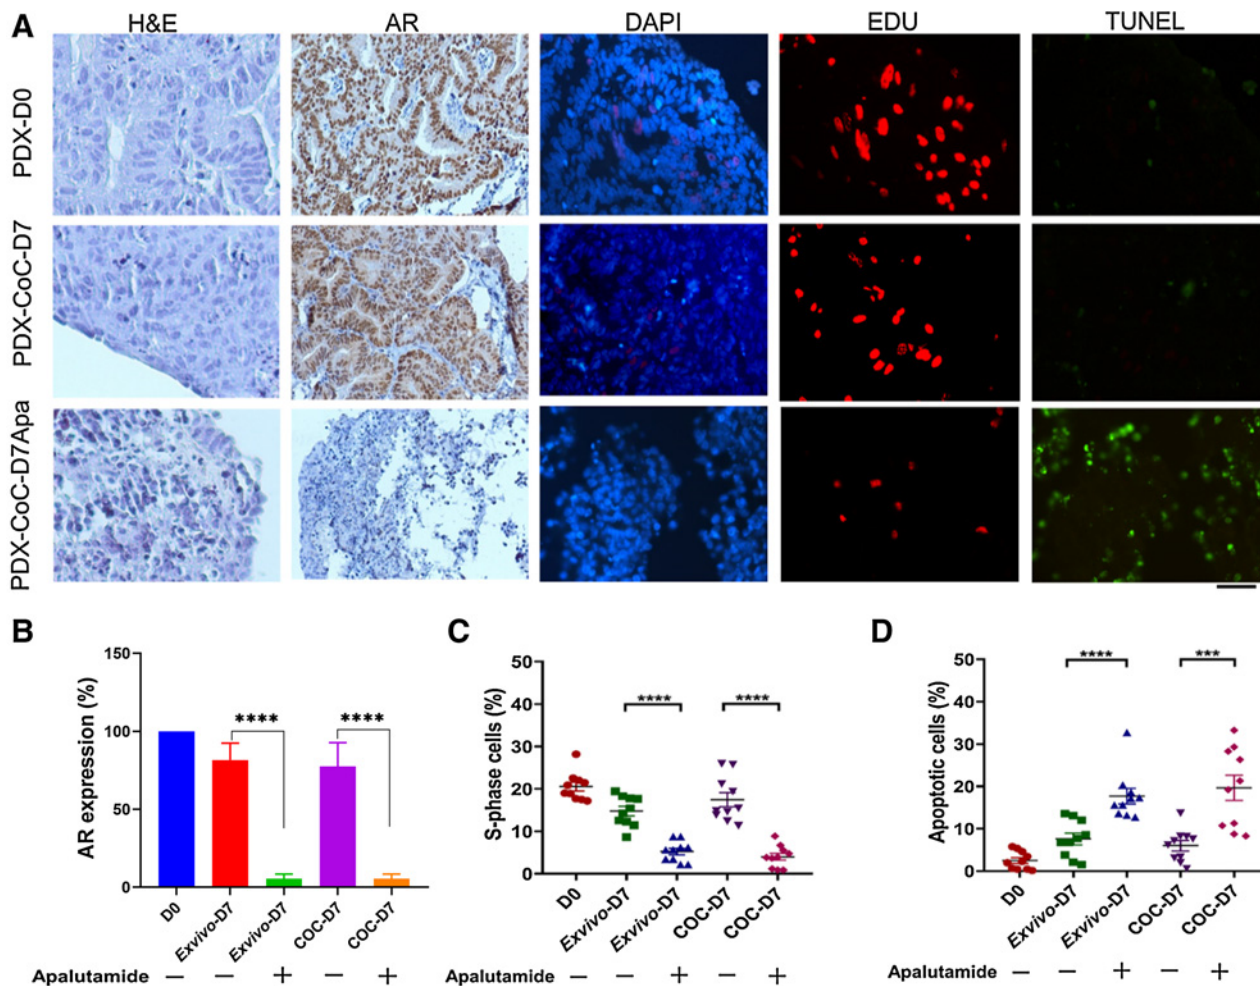 A
H&E AR DAPI EDU TUNEL
PDX-D0
PDX-CoC-D7
PDX-CoC-D7Apa
B
AR expression (%)
150
100
50
0
**** ****
D0 Exvivo-D7 Exvivo-D7 COC-D7 COC-D7
Apalutamide − − + − +
C
S-phase cells (%)
50
40
30
20
10
0
**** ****
D0 Exvivo-D7 Exvivo-D7 COC-D7 COC-D7
Apalutamide − − + − +
D
Apoptotic cells (%)
50
40
30
20
10
0
**** ***
D0 Exvivo-D7 Exvivo-D7 COC-D7 COC-D7
Apalutamide − − + − +